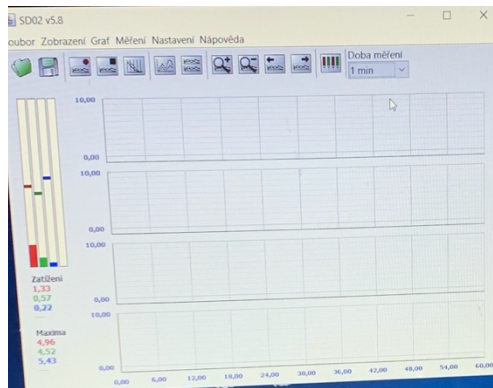 SD02 v5.8
oubor Zobrazení Graf Měření Nastavení Nápověda
Doba měření
1 min
10,00
0,00
10,00
0,00
10,00
0,00
10,00
0,00
0,00 6,00 12,00 18,00 24,00 30,00 36,00 42,00 48,00 54,00 60,00
Zatížení
1,33
0,57
0,22
Maxima
4,96
4,52
5,43